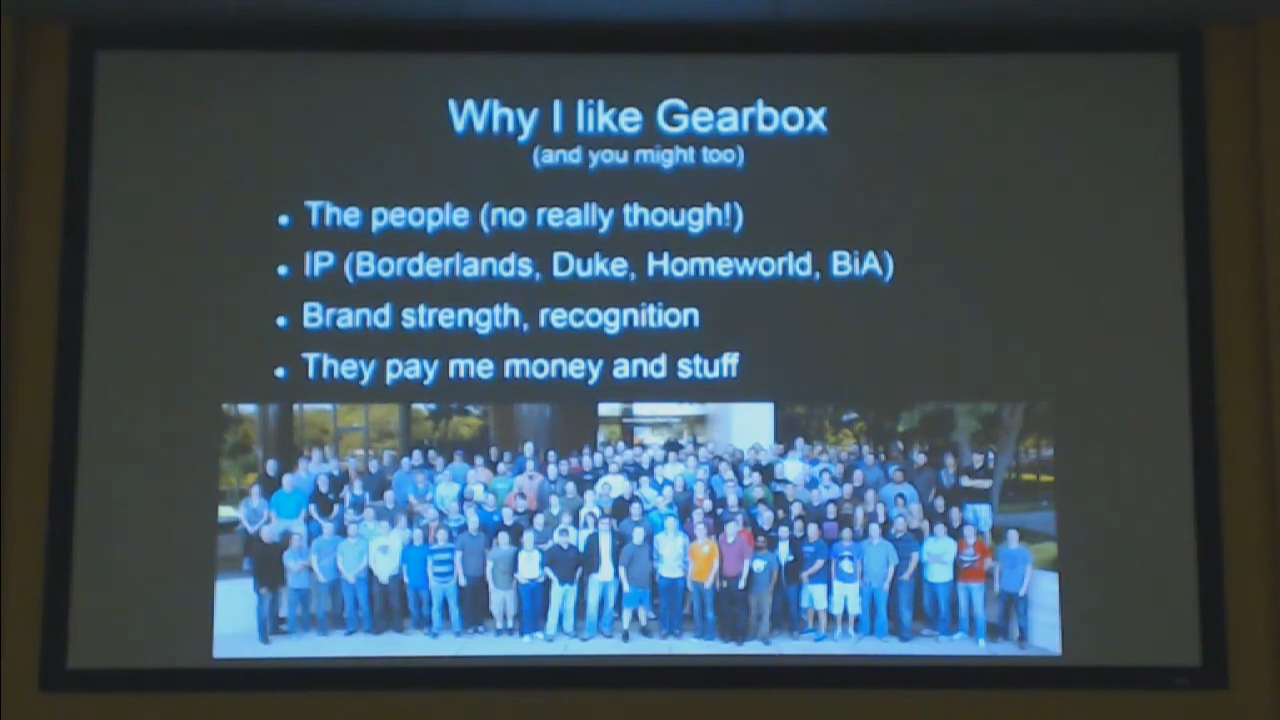 Why I like Gearbox
(and you might too)
• The people (no really though!)
• IP (Borderlands, Duke, Homeworld, BiA)
• Brand strength, recognition
• They pay me money and stuff